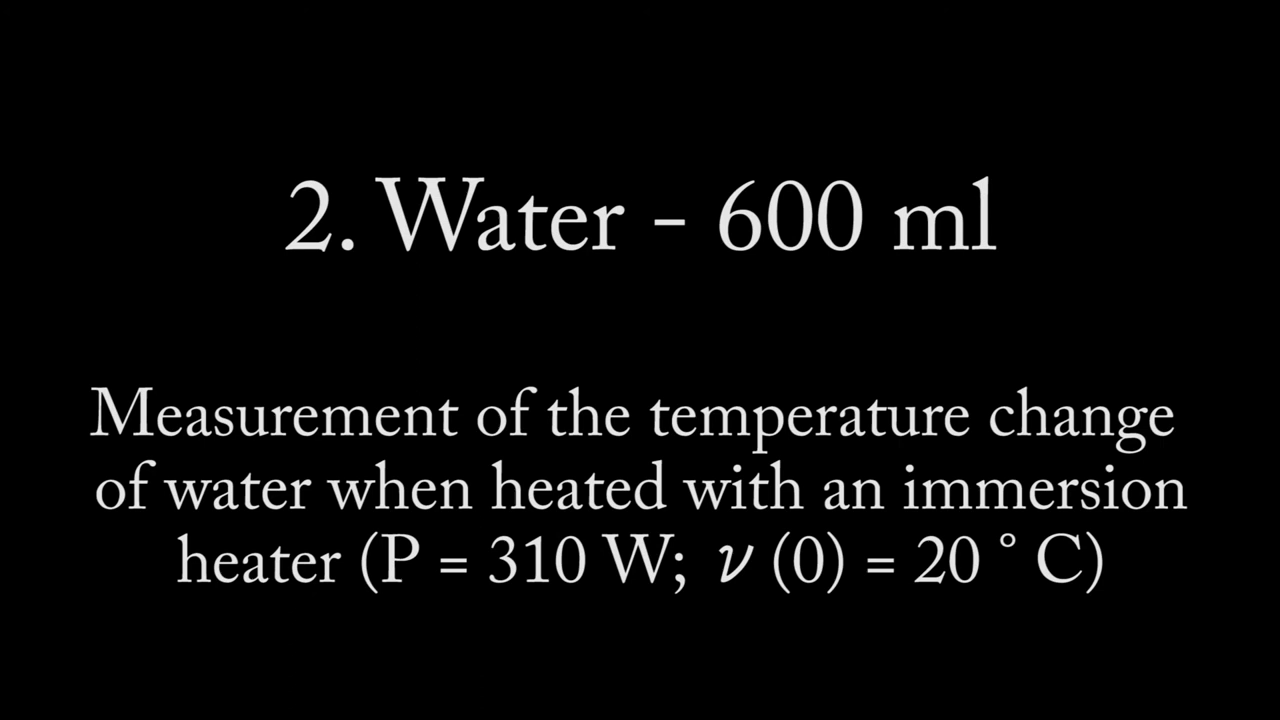 2. Water - 600 ml
Measurement of the temperature change
of water when heated with an immersion
heater (P = 310 W; ν (0) = 20 ° C)